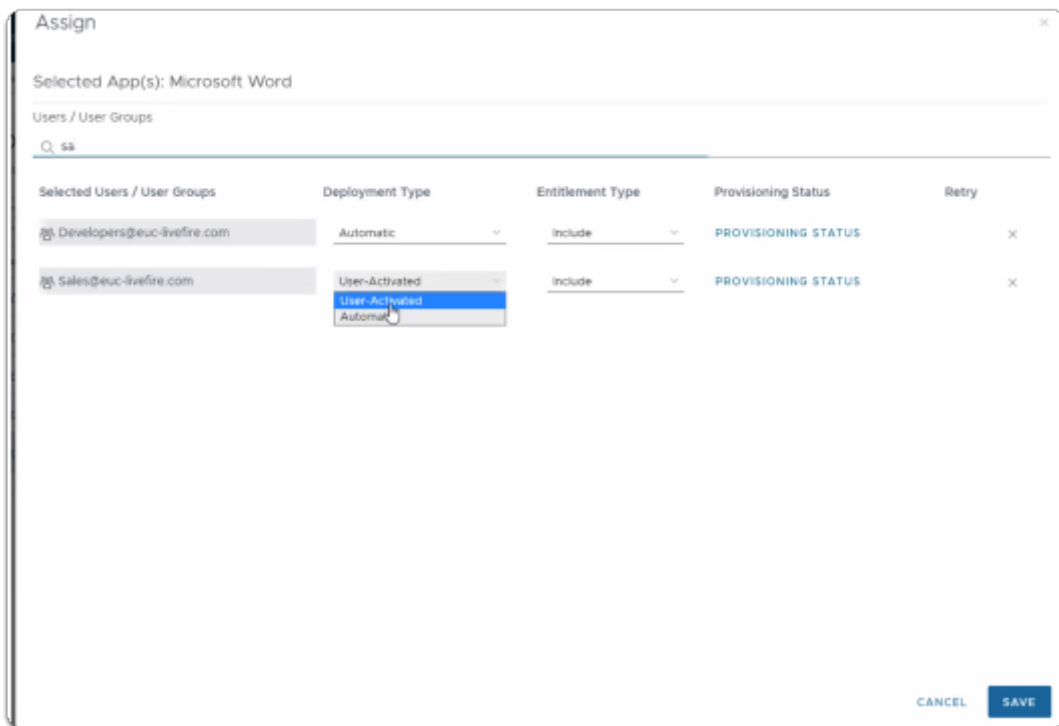 Assign
Selected App(s): Microsoft Word
Users / User Groups
sa
Selected Users / User Groups Deployment Type Entitlement Type Provisioning Status Retry
Developers@euc-livefire.com Automatic Include PROVISIONING STATUS
Sales@euc-livefire.com User-Activated Include PROVISIONING STATUS
User-Activated
Automatic
CANCEL SAVE